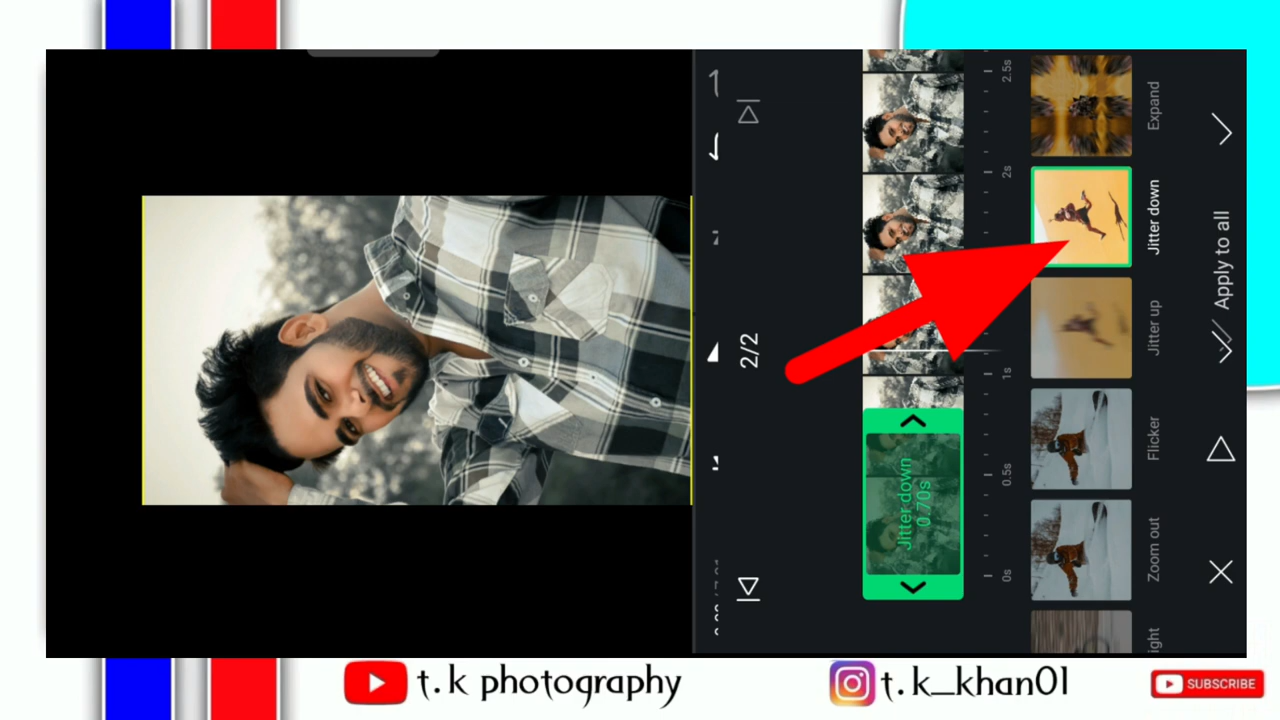 2/2
2.5s
2s
1s
0.5s
0s
Jitter down
0.70s
Expand
Jitter down
Jitter up
Flicker
Zoom out
ight
Apply to all
t.k photography
t.k_khan01
SUBSCRIBE